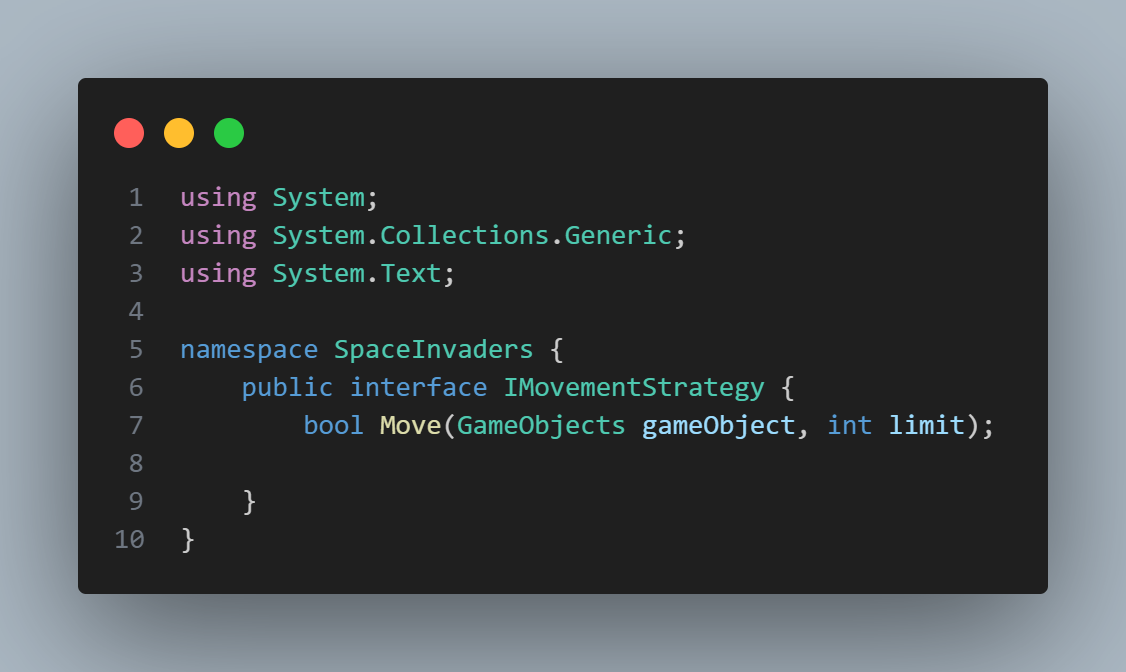 1 using System;
2 using System.Collections.Generic;
3 using System.Text;
4
5 namespace SpaceInvaders {
6     public interface IMovementStrategy {
7         bool Move(GameObjects gameObject, int limit);
8
9     }
10 }